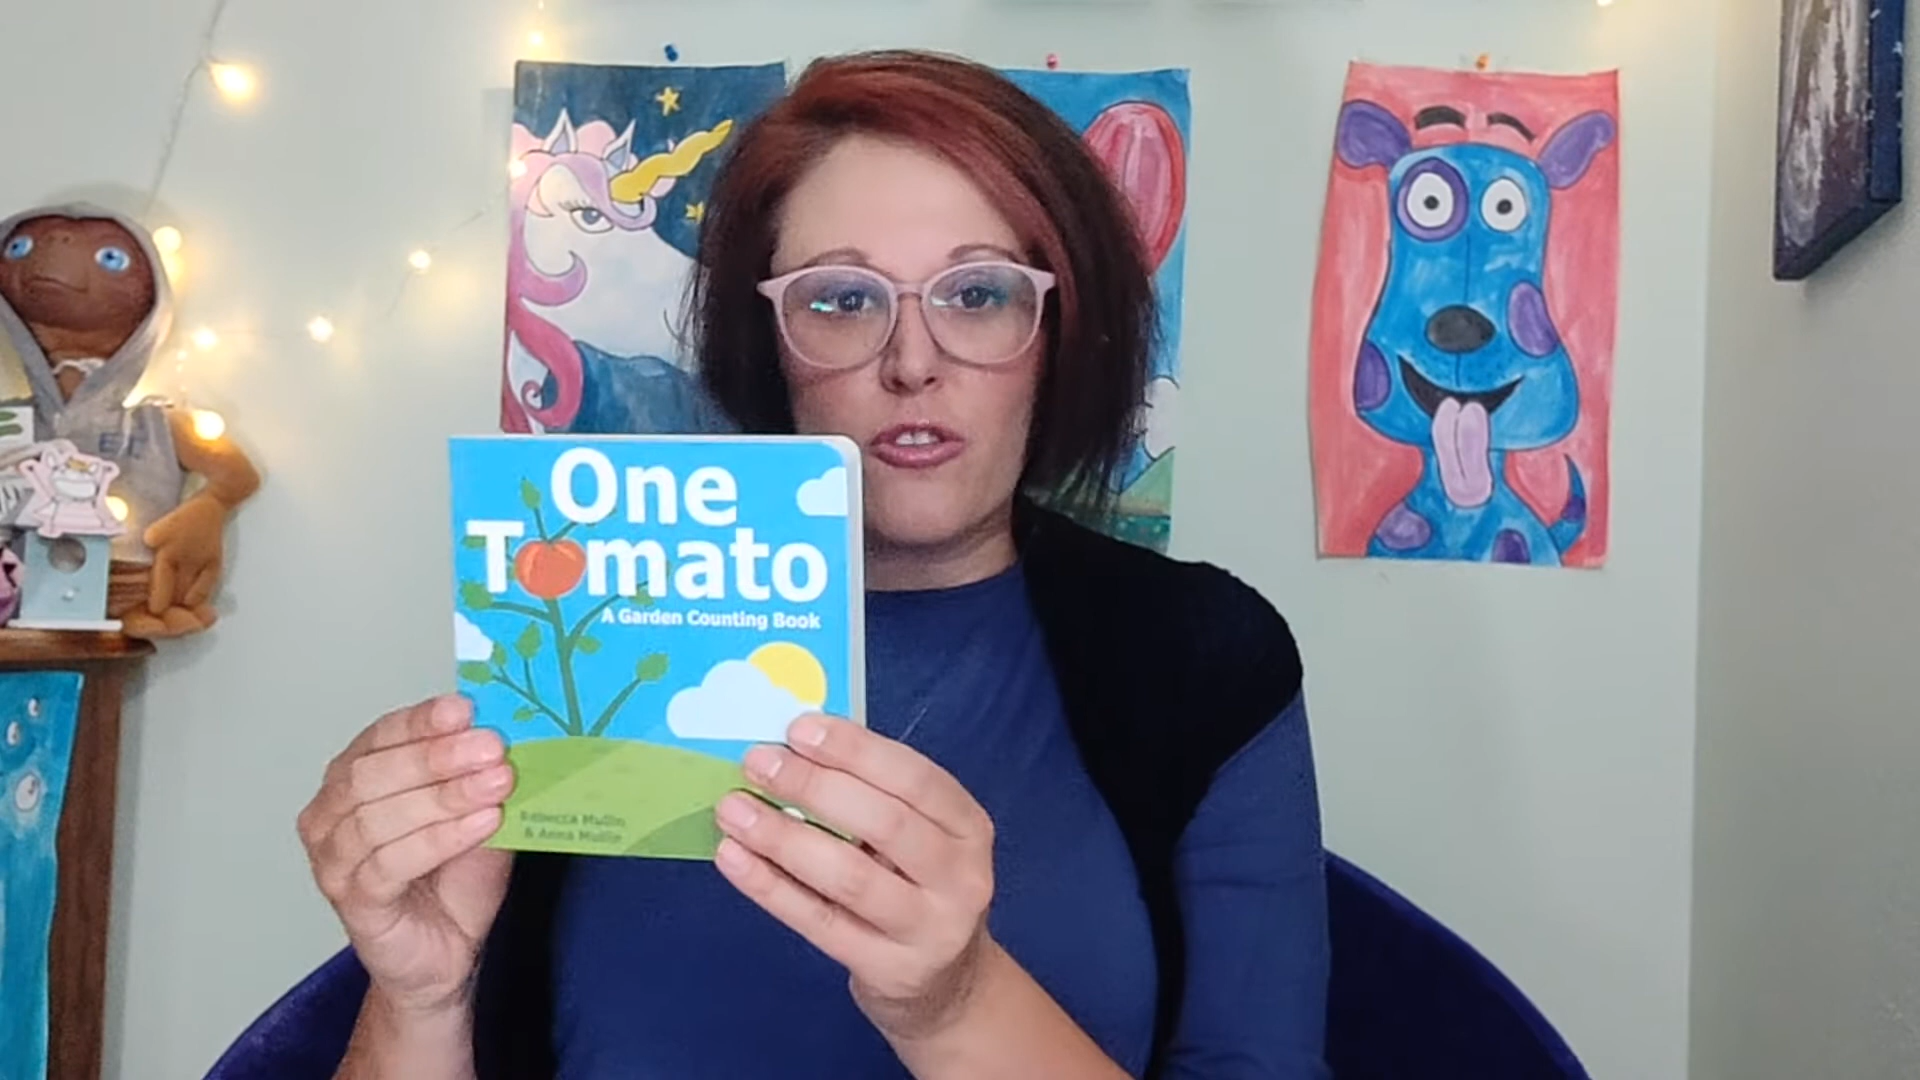 One
Tomato
A Garden Counting Book
Rebecca Mullin
& Anna Mullin